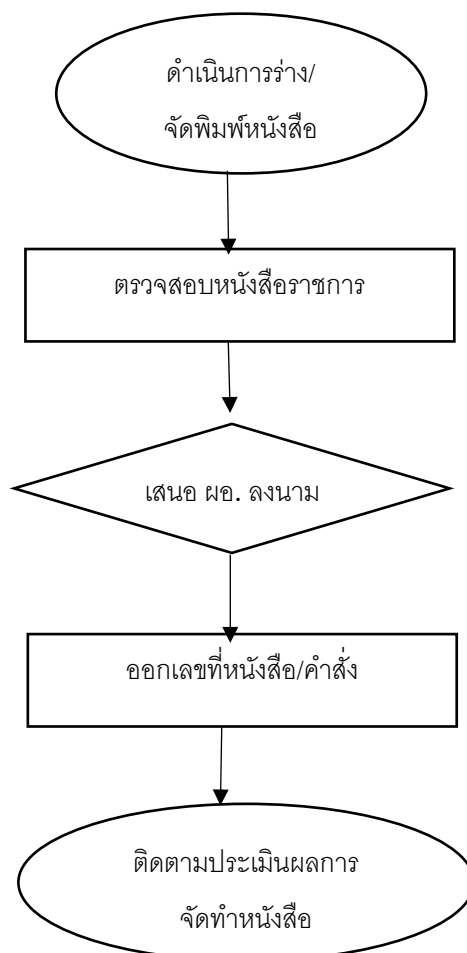 ดำเนินการร่าง/
จัดพิมพ์หนังสือ
ตรวจสอบหนังสือราชการ
เสนอ ผอ. ลงนาม
ออกเลขที่หนังสือ/คำสั่ง
ติดตามประเมินผลการ
จัดทำหนังสือ